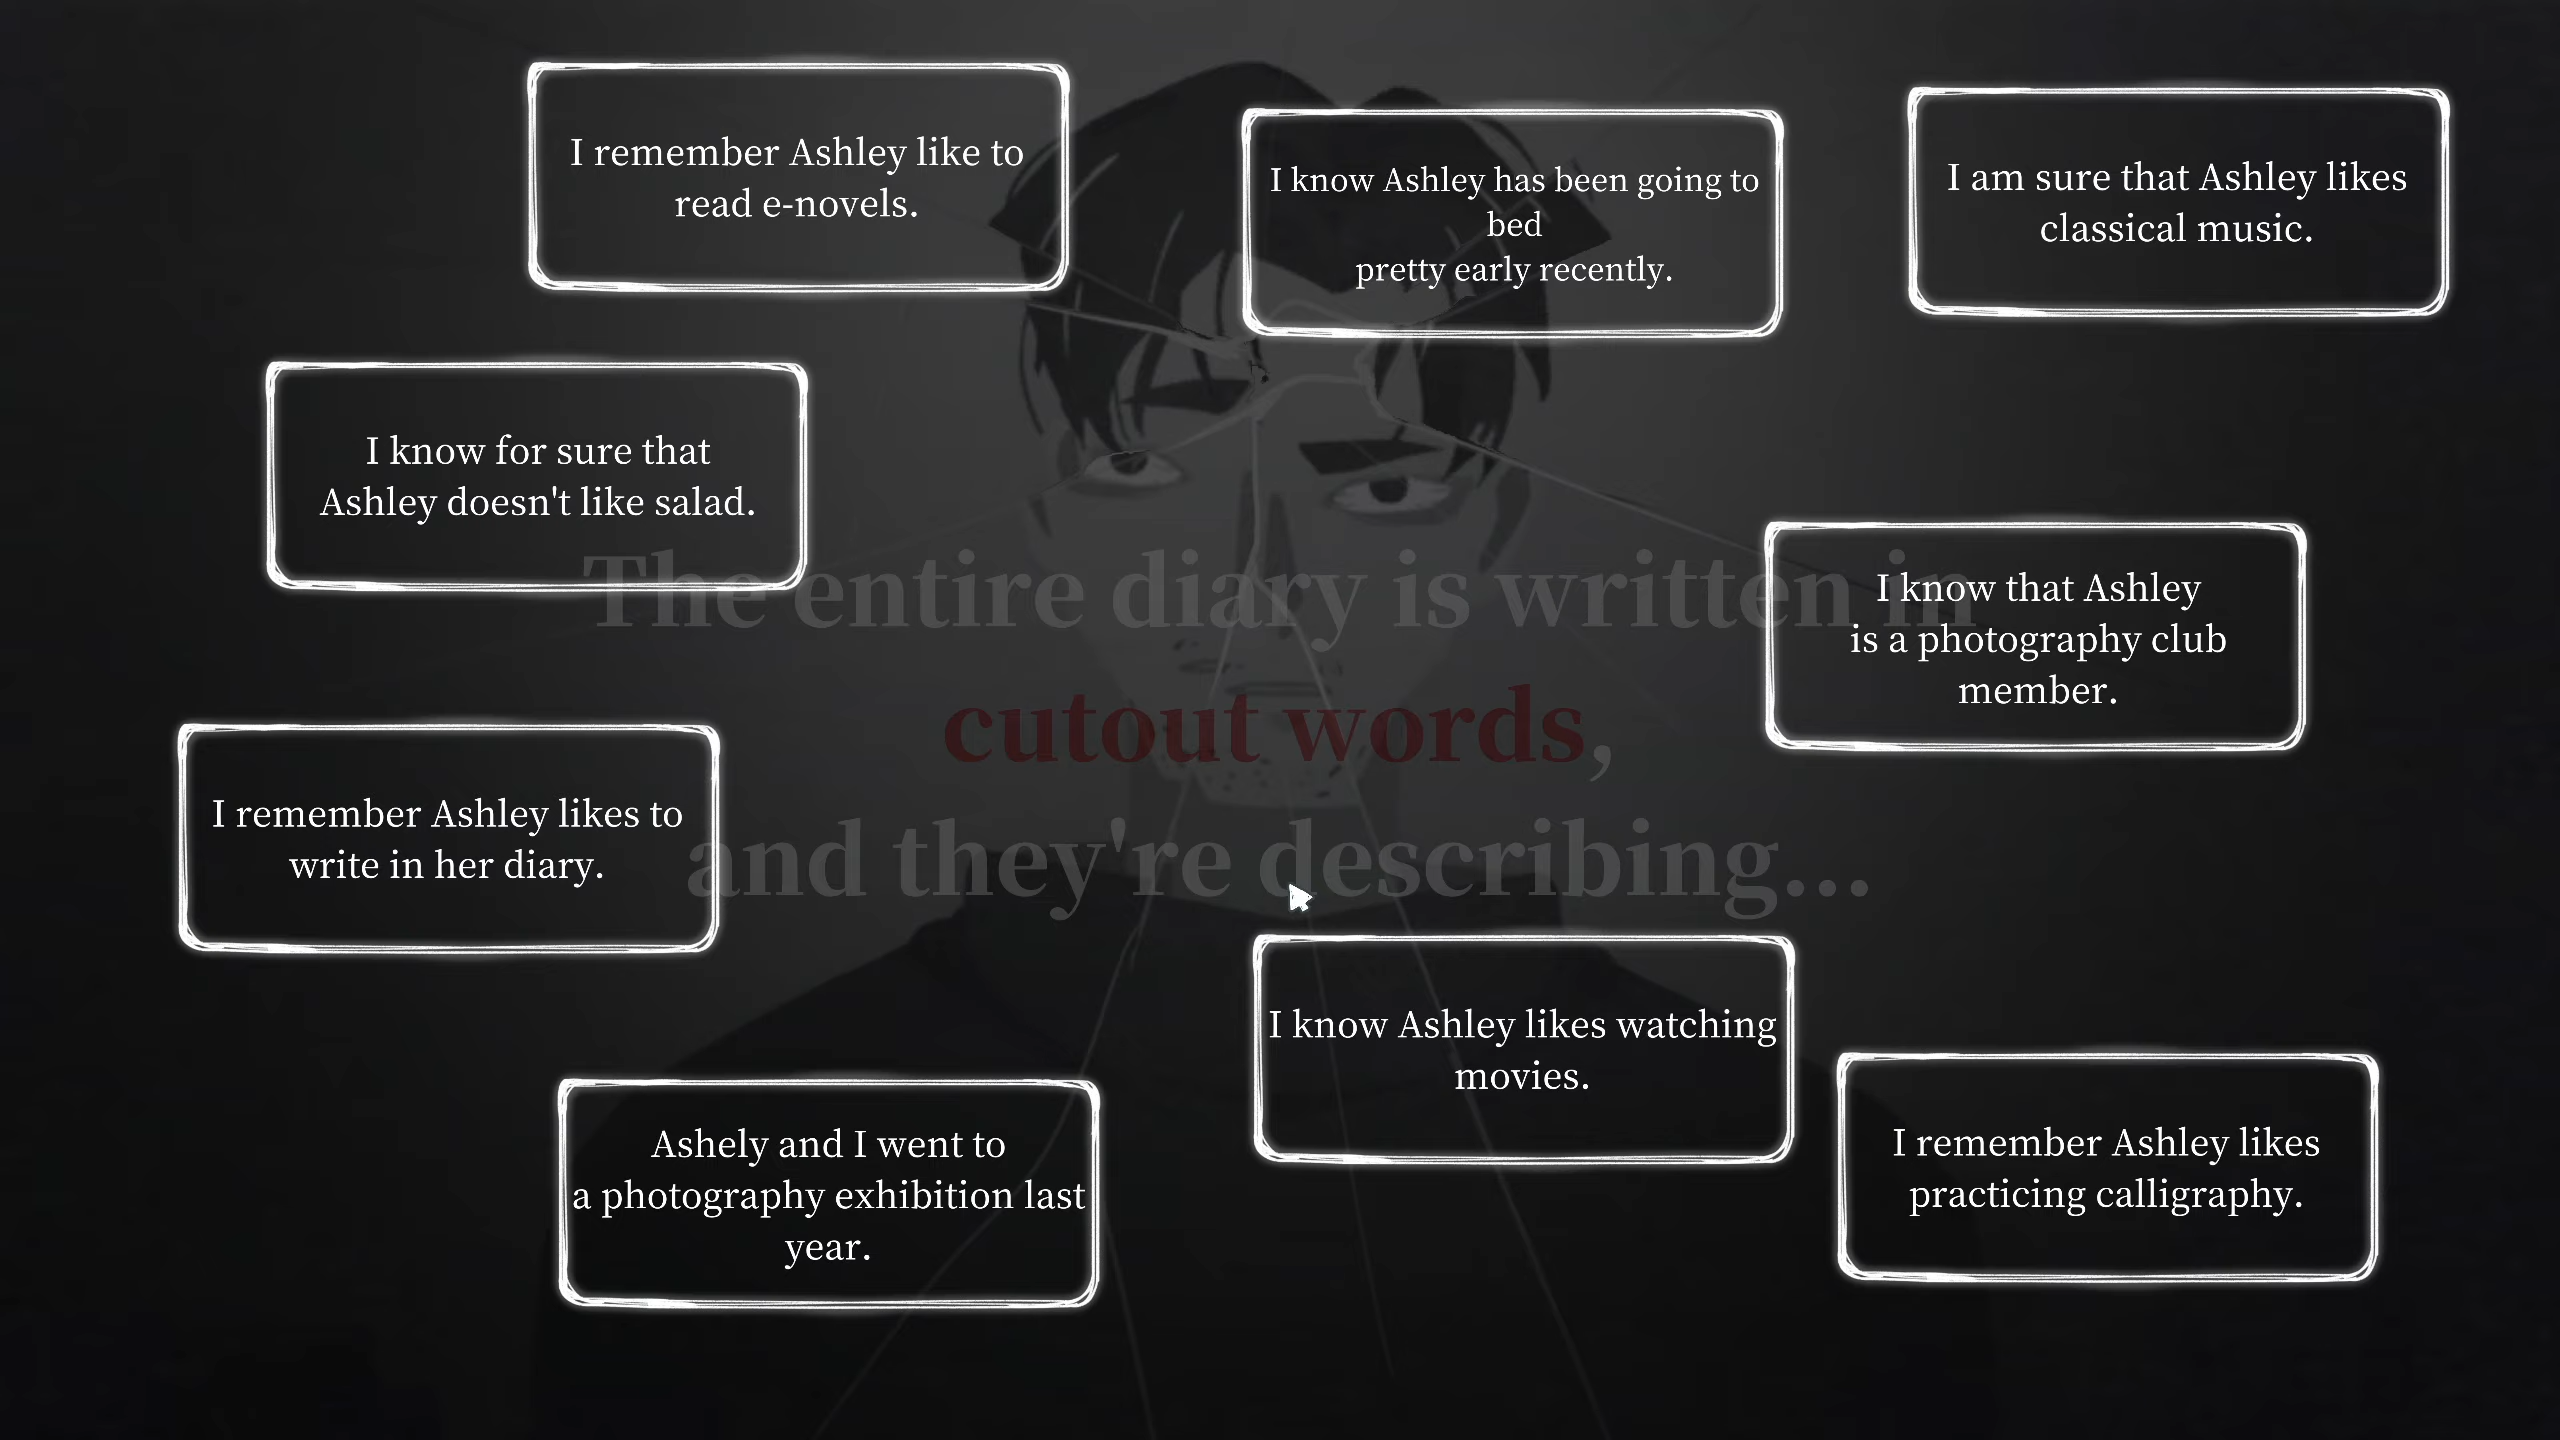 I remember Ashley like to
read e-novels.
I know Ashley has been going to
bed
pretty early recently.
I am sure that Ashley likes
classical music.
I know for sure that
Ashley doesn't like salad.
The entire diary is written in
cutout words,
and they're describing...
I know that Ashley
is a photography club
member.
I remember Ashley likes to
write in her diary.
I know Ashley likes watching
movies.
Ashely and I went to
a photography exhibition last
year.
I remember Ashley likes
practicing calligraphy.